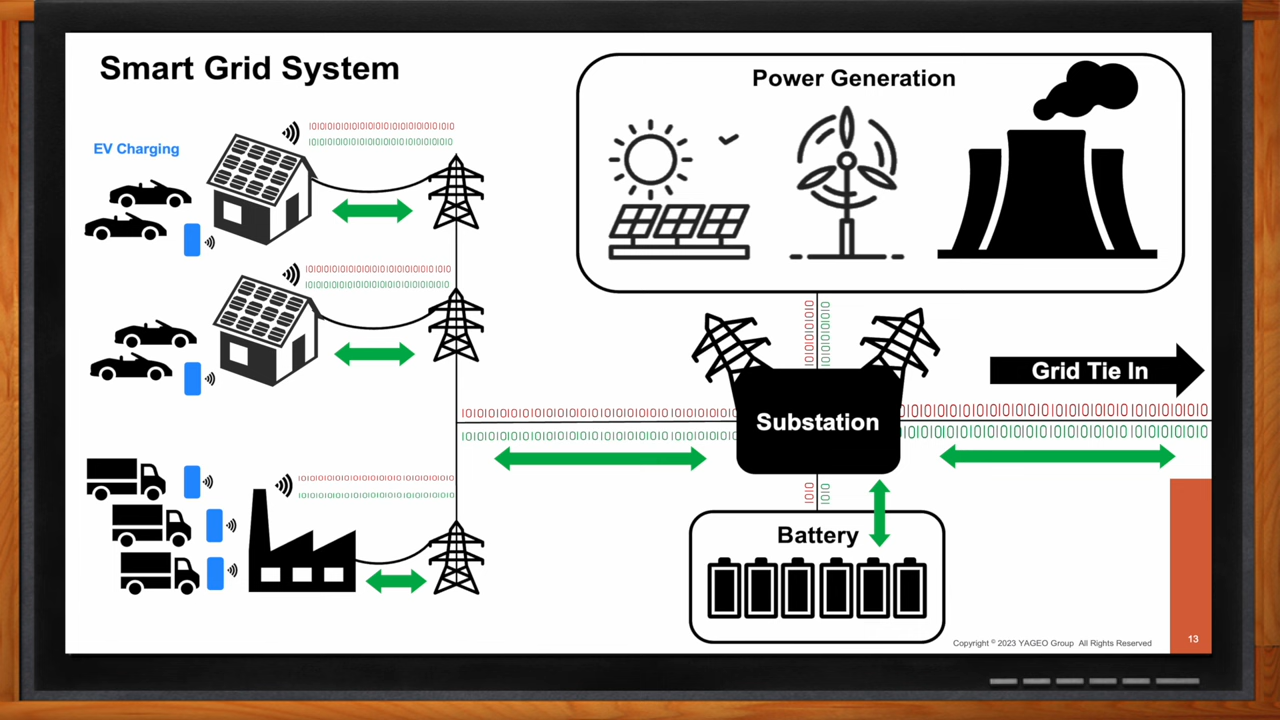 Smart Grid System
Power Generation
EV Charging
Grid Tie In
Substation
Battery
Copyright © 2023 YAGEO Group All Rights Reserved
13